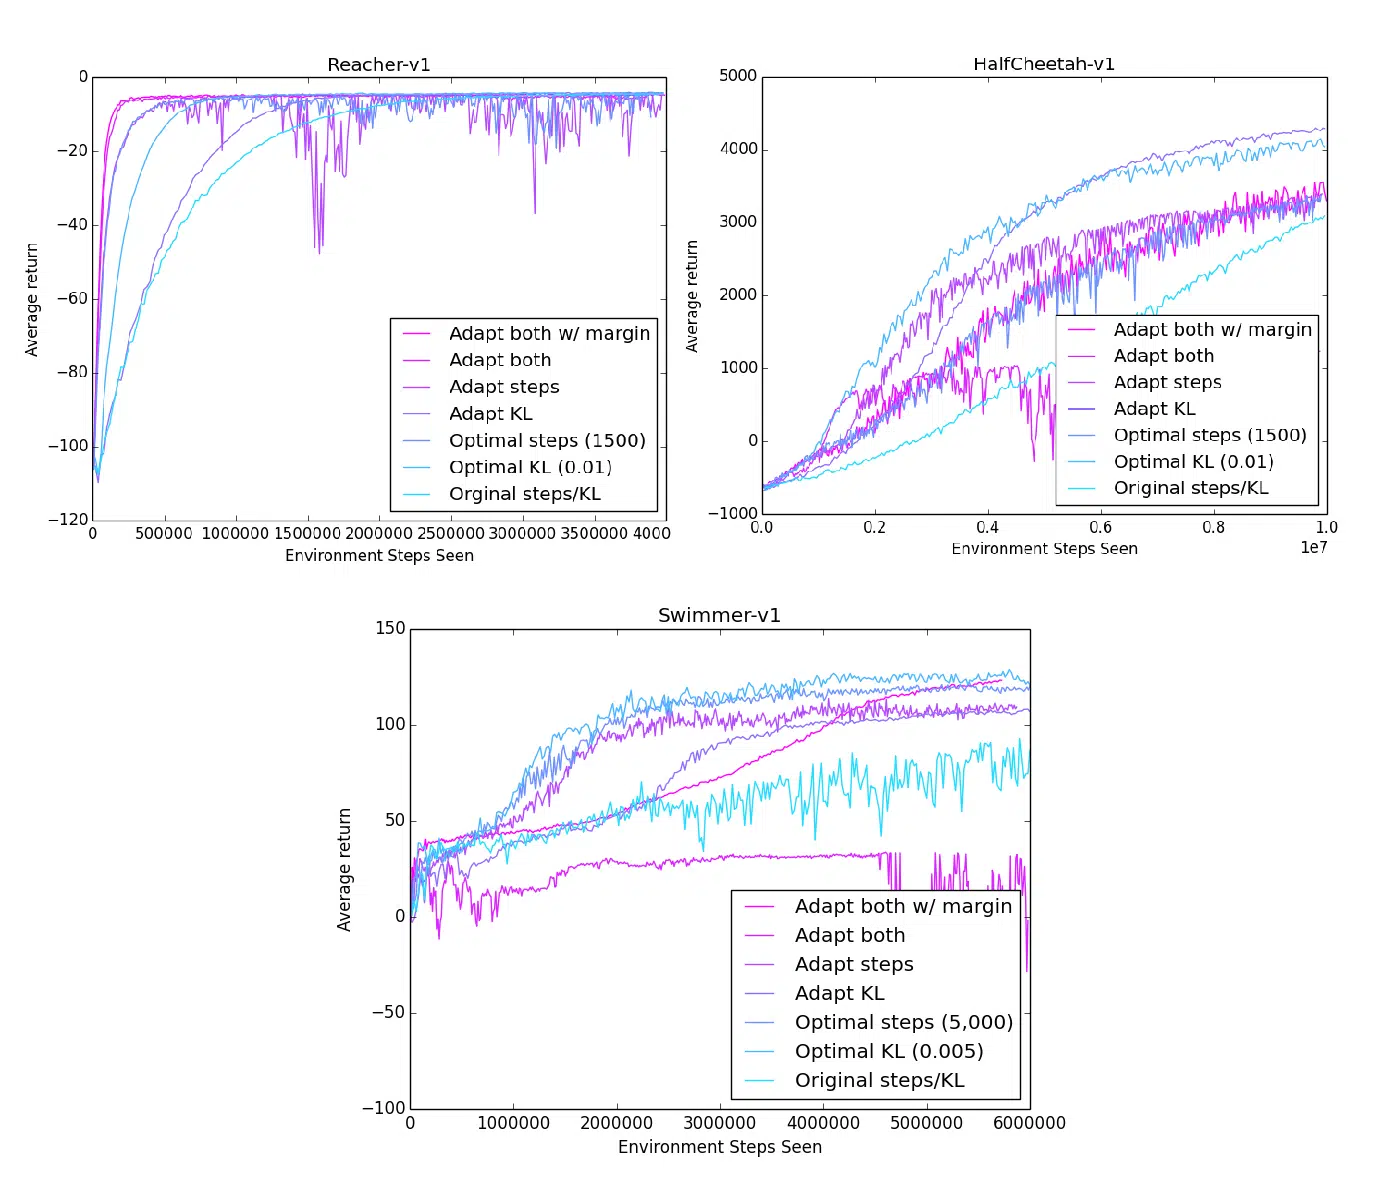 Reacher-v1
0
−20
−40
−60
−80
−100
−120
Average return
Adapt both w/ margin
Adapt both
Adapt steps
Adapt KL
Optimal steps (1500)
Optimal KL (0.01)
Orginal steps/KL
0 500000 1000000 1500000 2000000 2500000 3000000 3500000 4000
Environment Steps Seen
HalfCheetah-v1
5000
4000
3000
2000
1000
0
−1000
Average return
Adapt both w/ margin
Adapt both
Adapt steps
Adapt KL
Optimal steps (1500)
Optimal KL (0.01)
Original steps/KL
0.0 0.2 0.4 0.6 0.8 1.0
1e7
Environment Steps Seen
Swimmer-v1
150
100
50
0
−50
−100
Average return
Adapt both w/ margin
Adapt both
Adapt steps
Adapt KL
Optimal steps (5,000)
Optimal KL (0.005)
Original steps/KL
0 1000000 2000000 3000000 4000000 5000000 6000000
Environment Steps Seen